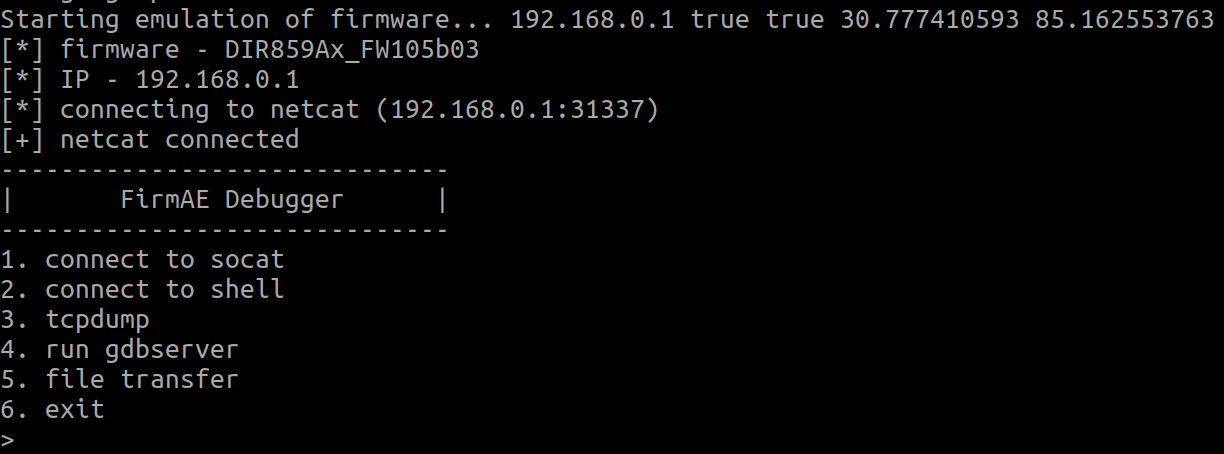 Starting emulation of firmware... 192.168.0.1 true true 30.777410593 85.162553763
[*] firmware - DIR859Ax_FW105b03
[*] IP - 192.168.0.1
[*] connecting to netcat (192.168.0.1:31337)
[+] netcat connected
------------------------------
|       FirmAE Debugger      |
------------------------------
1. connect to socat
2. connect to shell
3. tcpdump
4. run gdbserver
5. file transfer
6. exit
>